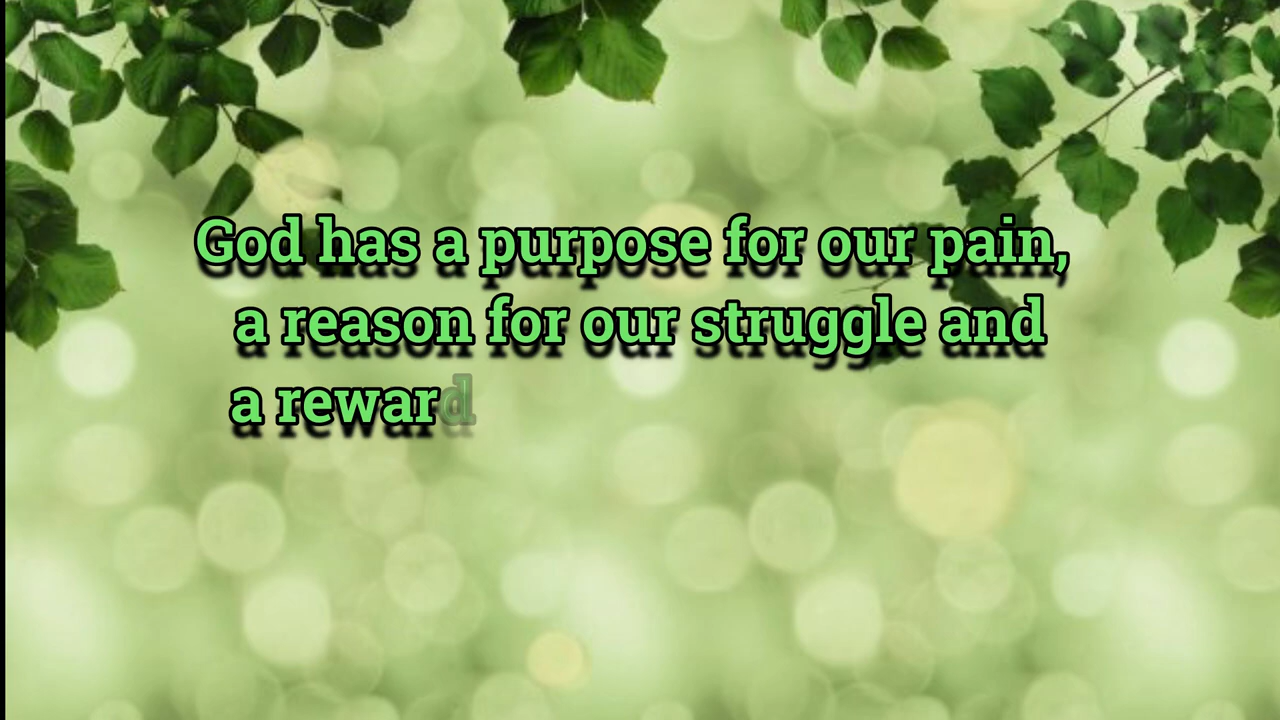 God has a purpose for our pain,
a reason for our struggle and
a reward